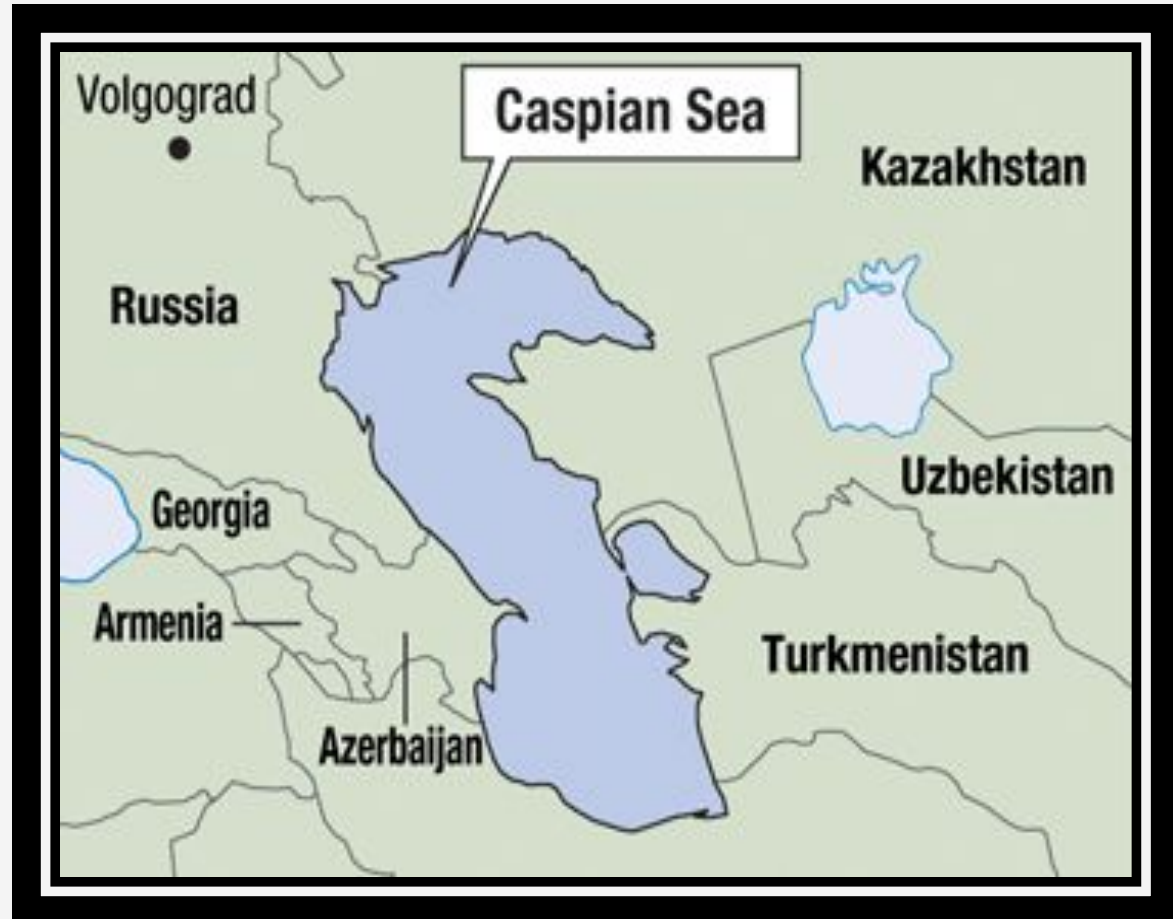 Volgograd
Caspian Sea
Kazakhstan
Russia
Uzbekistan
Georgia
Armenia
Turkmenistan
Azerbaijan